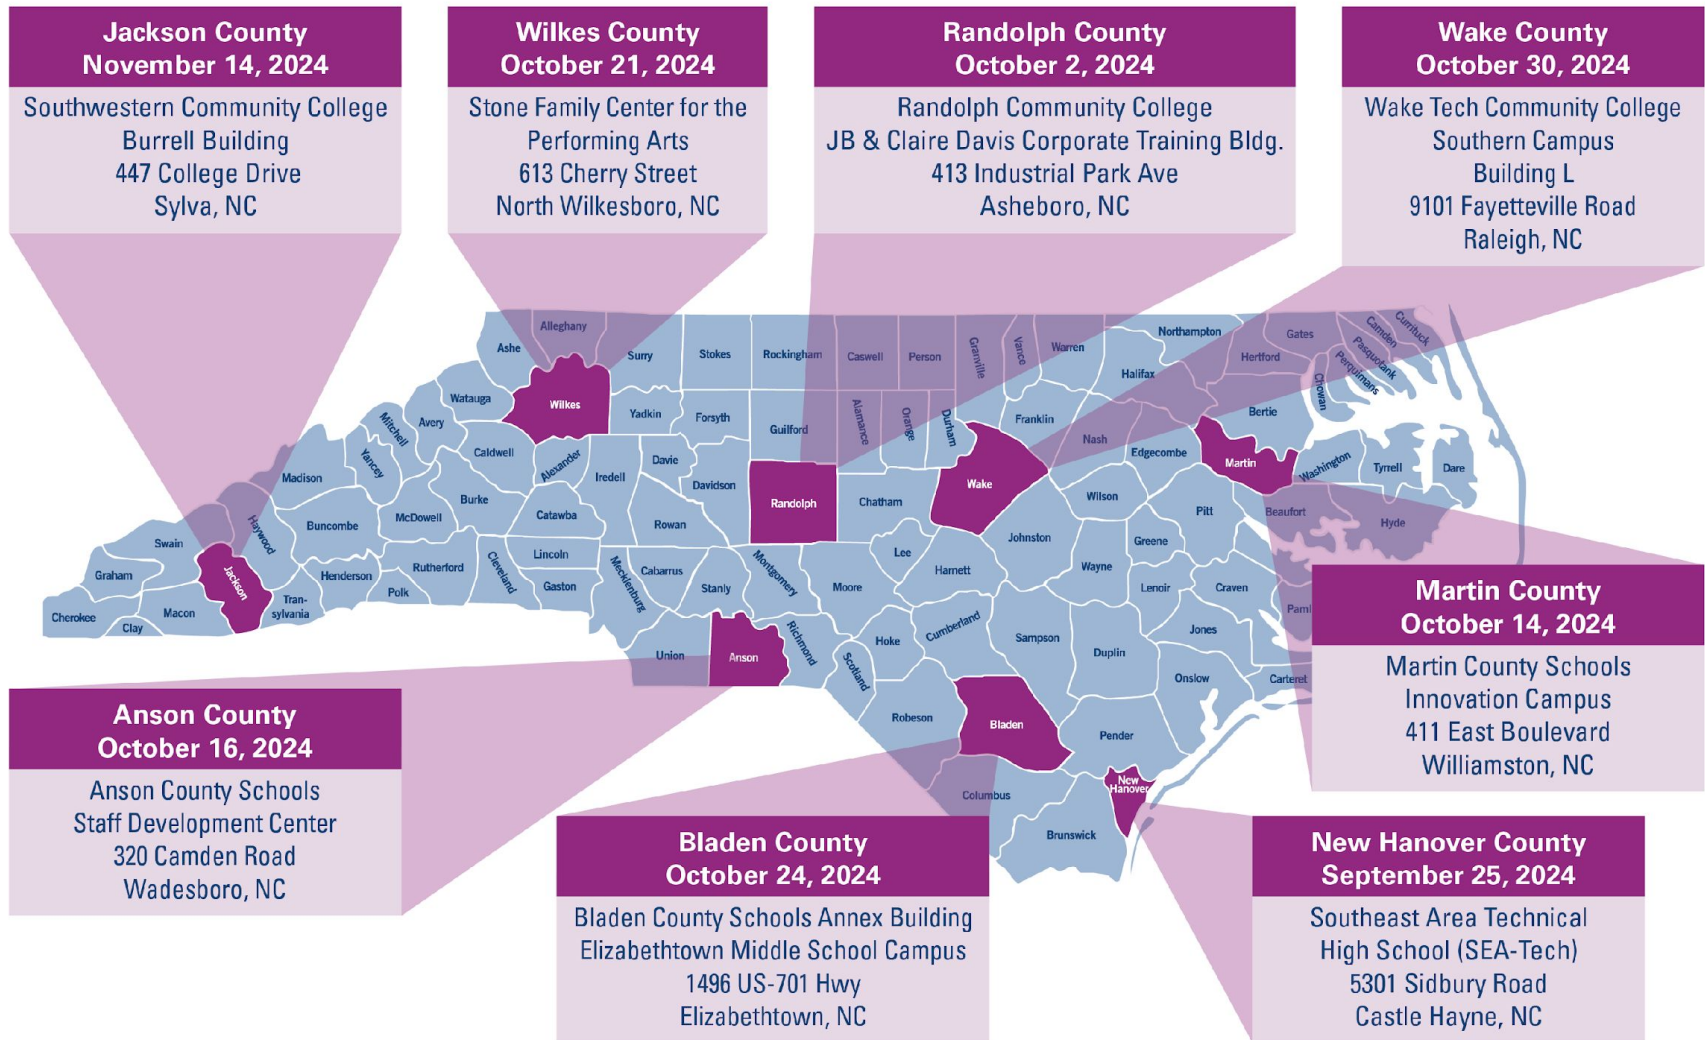 Jackson County
November 14, 2024
Southwestern Community College
Burrell Building
447 College Drive
Sylva, NC
Wilkes County
October 21, 2024
Stone Family Center for the
Performing Arts
613 Cherry Street
North Wilkesboro, NC
Randolph County
October 2, 2024
Randolph Community College
JB & Claire Davis Corporate Training Bldg.
413 Industrial Park Ave
Asheboro, NC
Wake County
October 30, 2024
Wake Tech Community College
Southern Campus
Building L
9101 Fayetteville Road
Raleigh, NC
Alleghany
Ashe
Surry
Stokes
Rockingham
Caswell
Person
Granville
Vance
Warren
Northampton
Gates
Hertford
Camden
Currituck
Pasquotank
Perquimans
Chowan
Halifax
Bertie
Watauga
Wilkes
Yadkin
Forsyth
Guilford
Alamance
Orange
Durham
Franklin
Nash
Edgecombe
Martin
Washington
Tyrrell
Dare
Mitchell
Avery
Yancey
Madison
Caldwell
Alexander
Iredell
Davie
Davidson
Randolph
Chatham
Wake
Wilson
Pitt
Beaufort
Hyde
Haywood
Buncombe
McDowell
Burke
Catawba
Rowan
Swain
Graham
Jackson
Cherokee
Clay
Macon
Tran-
sylvania
Henderson
Polk
Rutherford
Cleveland
Lincoln
Gaston
Mecklenburg
Cabarrus
Stanly
Montgomery
Moore
Lee
Harnett
Johnston
Wayne
Greene
Lenoir
Craven
Paml
Jones
Carteret
Onslow
Duplin
Sampson
Cumberland
Hoke
Scotland
Richmond
Anson
Union
Robeson
Bladen
Pender
New
Hanover
Columbus
Brunswick
Martin County
October 14, 2024
Martin County Schools
Innovation Campus
411 East Boulevard
Williamston, NC
Anson County
October 16, 2024
Anson County Schools
Staff Development Center
320 Camden Road
Wadesboro, NC
Bladen County
October 24, 2024
Bladen County Schools Annex Building
Elizabethtown Middle School Campus
1496 US-701 Hwy
Elizabethtown, NC
New Hanover County
September 25, 2024
Southeast Area Technical
High School (SEA-Tech)
5301 Sidbury Road
Castle Hayne, NC